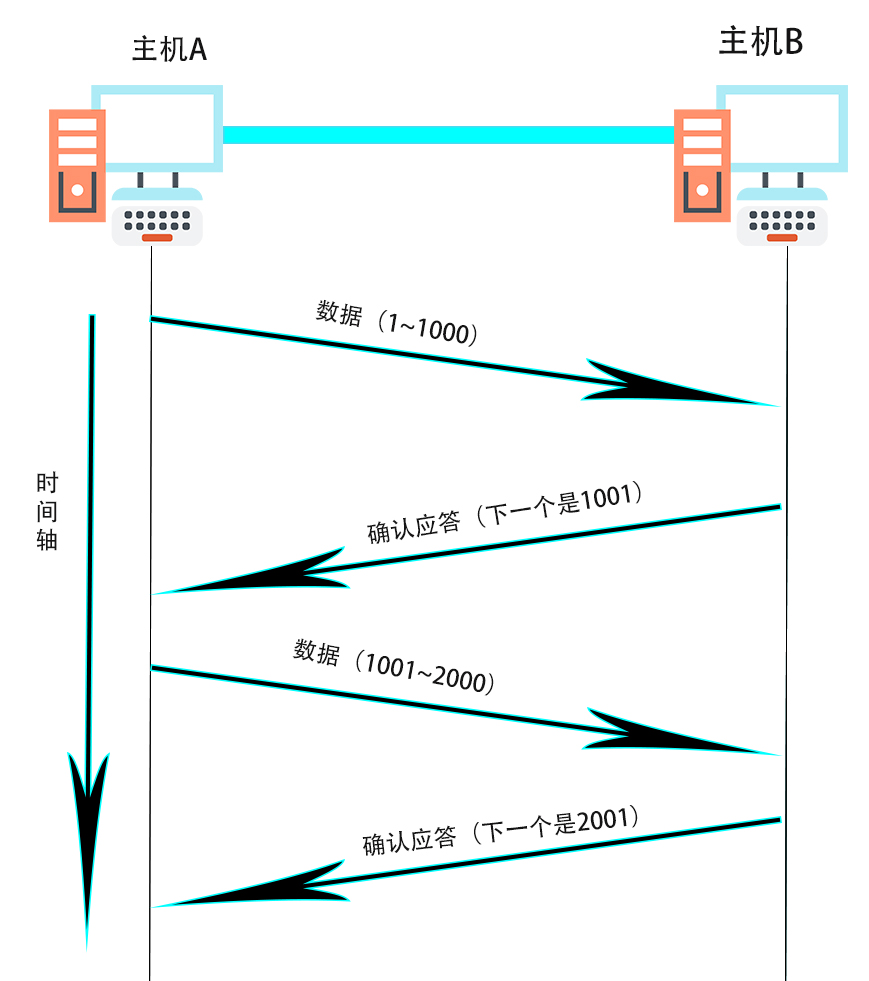 主机A
主机B
数据（1~1000）
确认应答（下一个是1001）
时间轴
数据（1001~2000）
确认应答（下一个是2001）